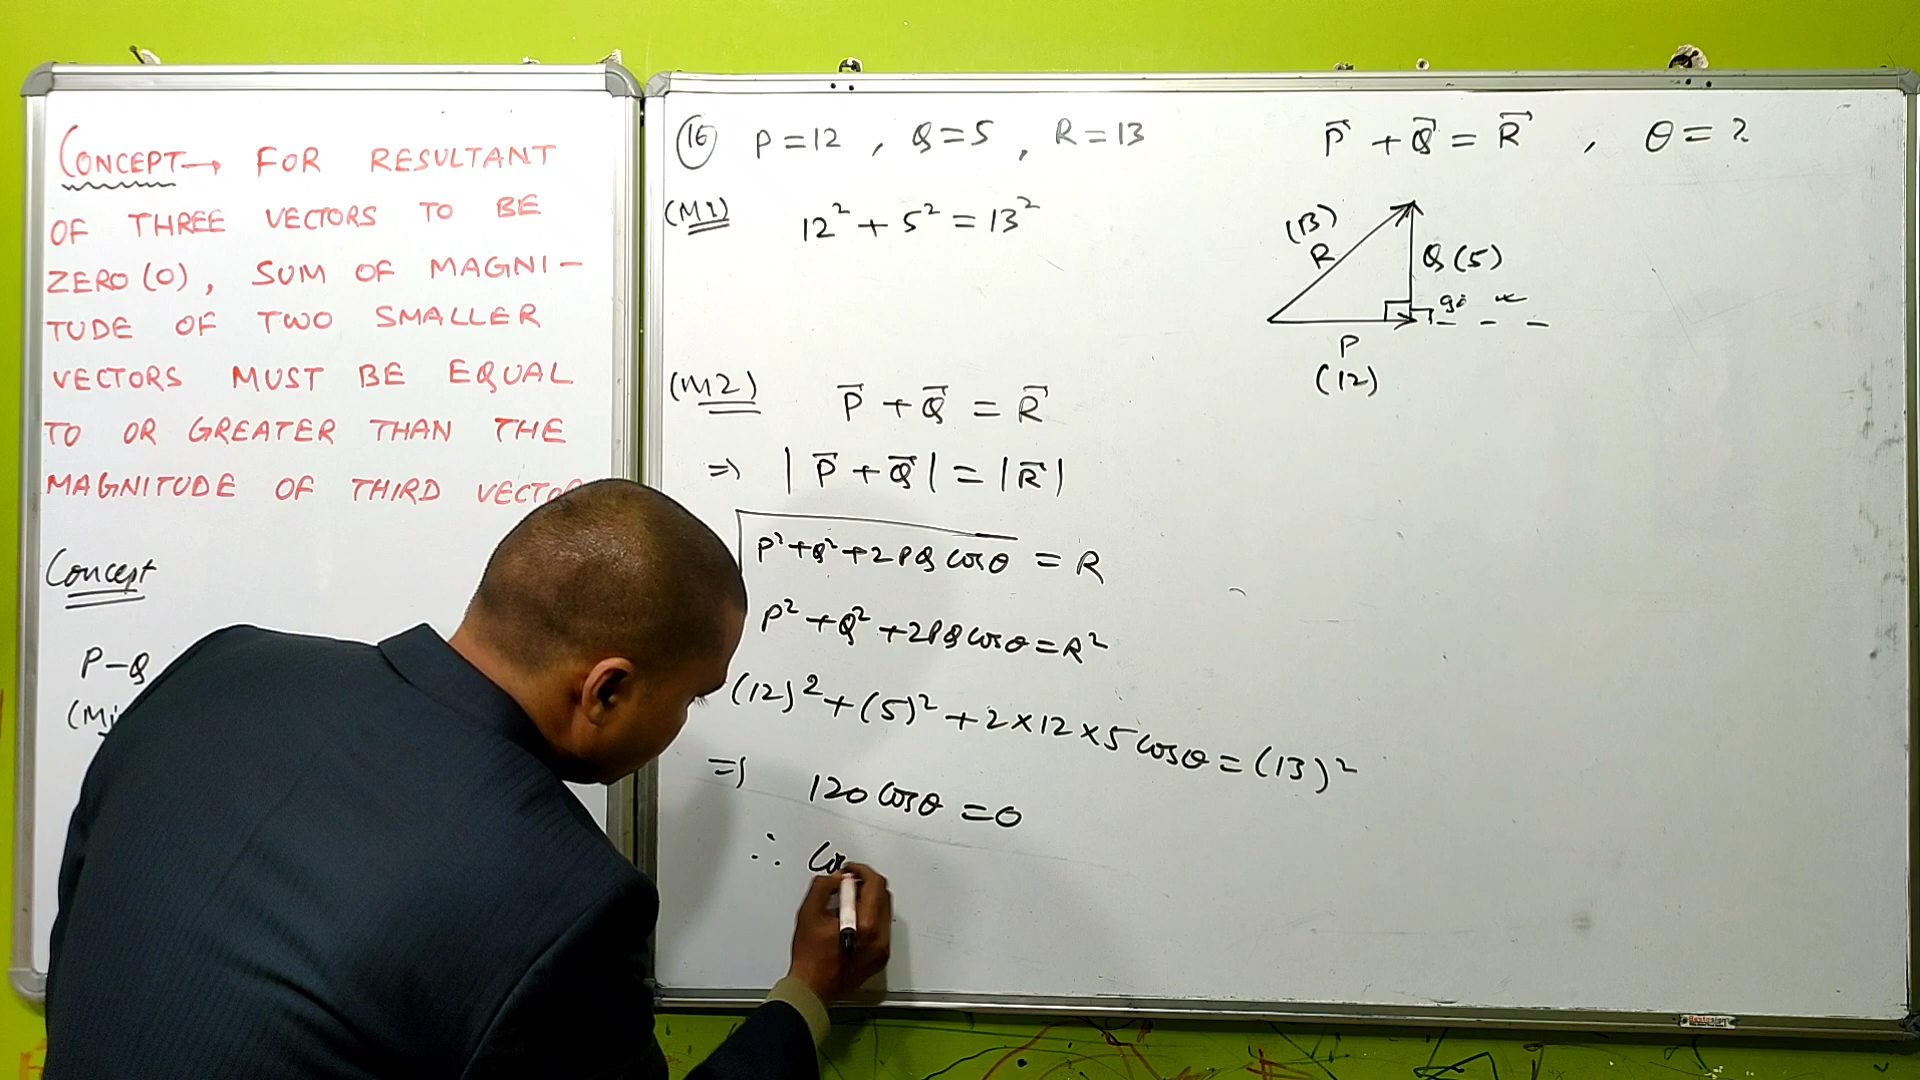 CONCEPT → FOR RESULTANT
OF THREE VECTORS TO BE
ZERO (0), SUM OF MAGNI-
TUDE OF TWO SMALLER
VECTORS MUST BE EQUAL
TO OR GREATER THAN THE
MAGNITUDE OF THIRD VECTO
Concept
P-Q
(Mi
(16) P=12, Q=5, R=13
P⃗ + Q⃗ = R⃗, θ = ?
(M1) 12² + 5² = 13²
(13)
R
Q (5)
90
P
(12)
(M2) P⃗ + Q⃗ = R⃗
⇒ |P⃗ + Q⃗| = |R⃗|
√P²+Q²+2PQ cosθ = R
P²+Q²+2PQ cosθ = R²
(12)² + (5)² + 2×12×5 cosθ = (13)²
⇒ 120 cosθ = 0
∴ Cos